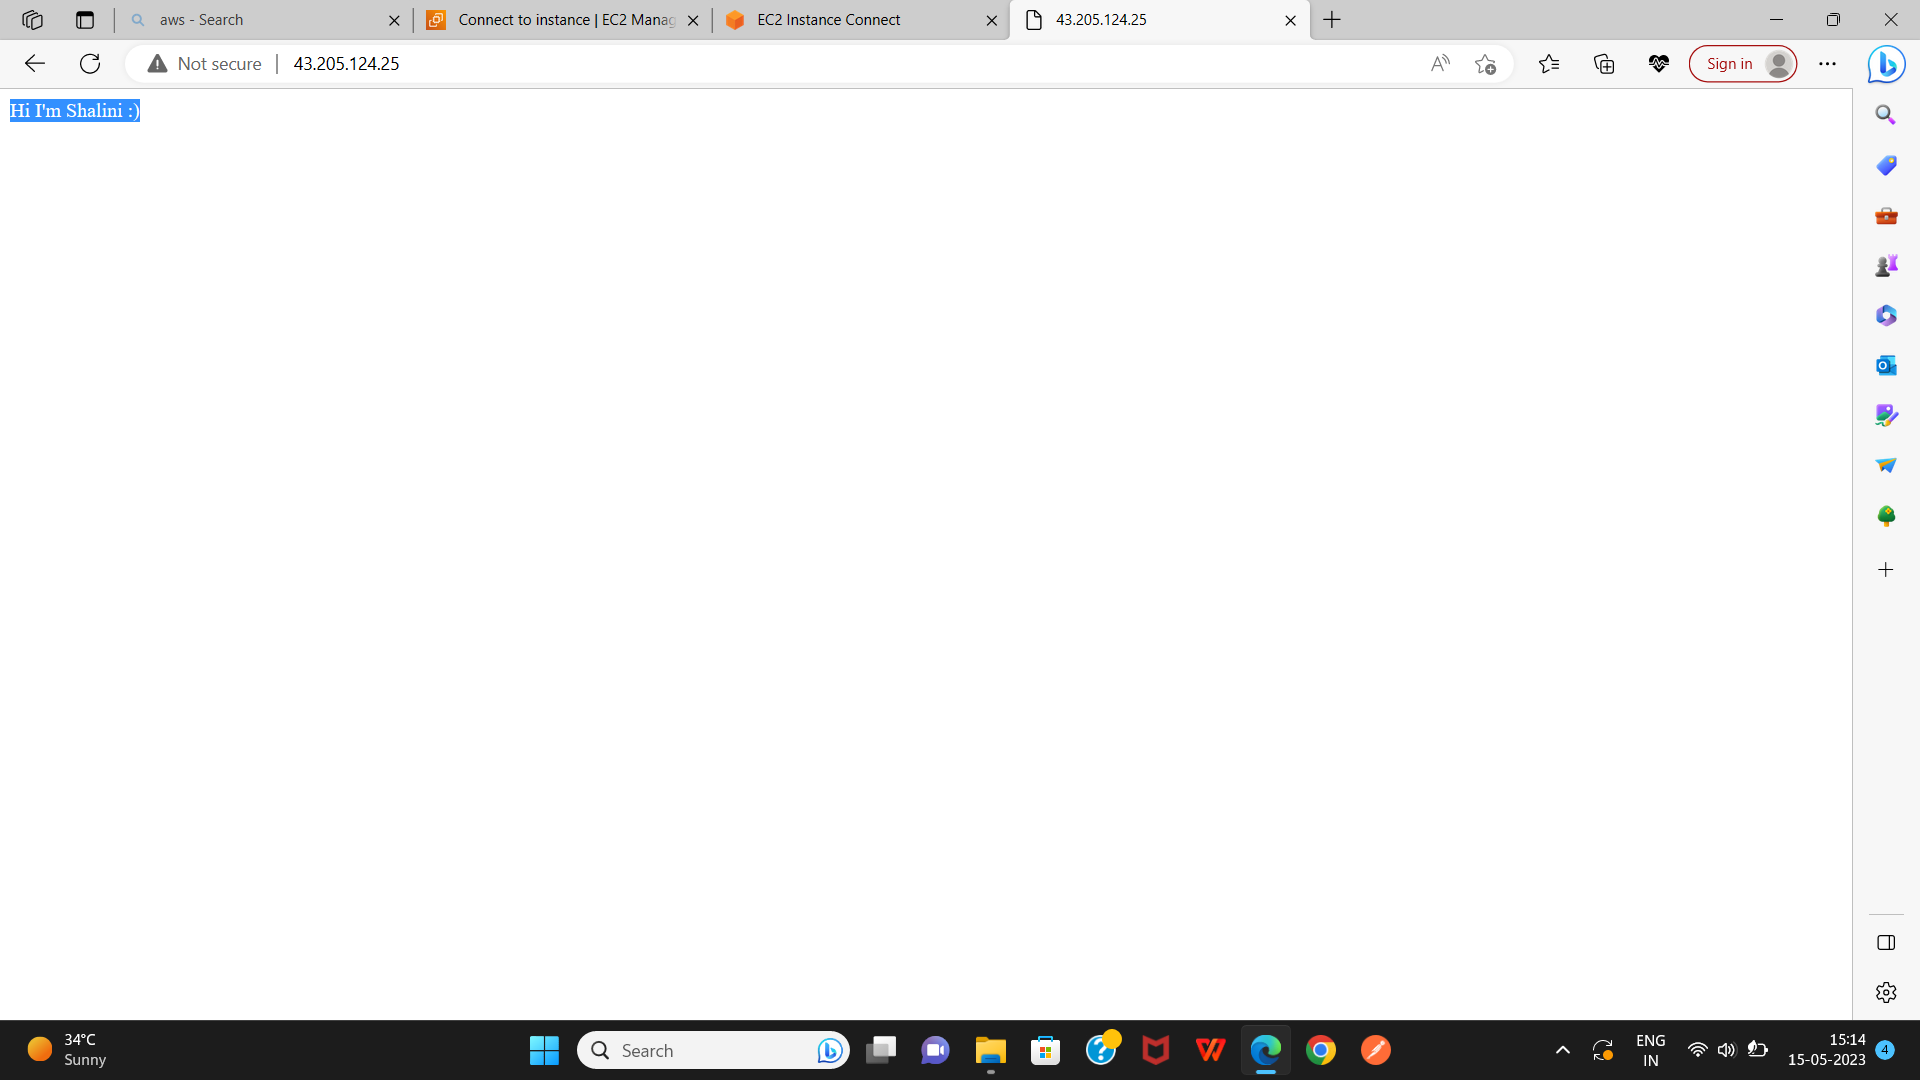 aws - Search
Connect to instance | EC2 Manag
EC2 Instance Connect
43.205.124.25
Not secure
43.205.124.25
Sign in
Hi I'm Shalini :)
34°C
Sunny
Search
ENG
IN
15:14
15-05-2023
4